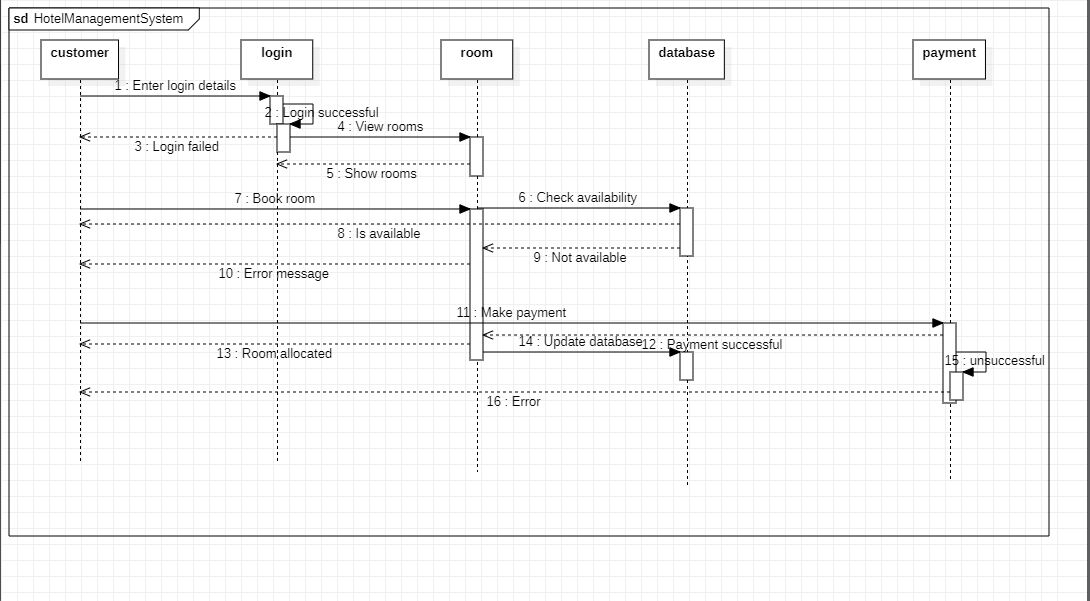 sd HotelManagementSystem
customer
login
room
database
payment
1 : Enter login details
2 : Login successful
4 : View rooms
3 : Login failed
5 : Show rooms
7 : Book room
6 : Check availability
8 : Is available
9 : Not available
10 : Error message
11 : Make payment
14 : Update database
12 : Payment successful
13 : Room allocated
15 : unsuccessful
16 : Error